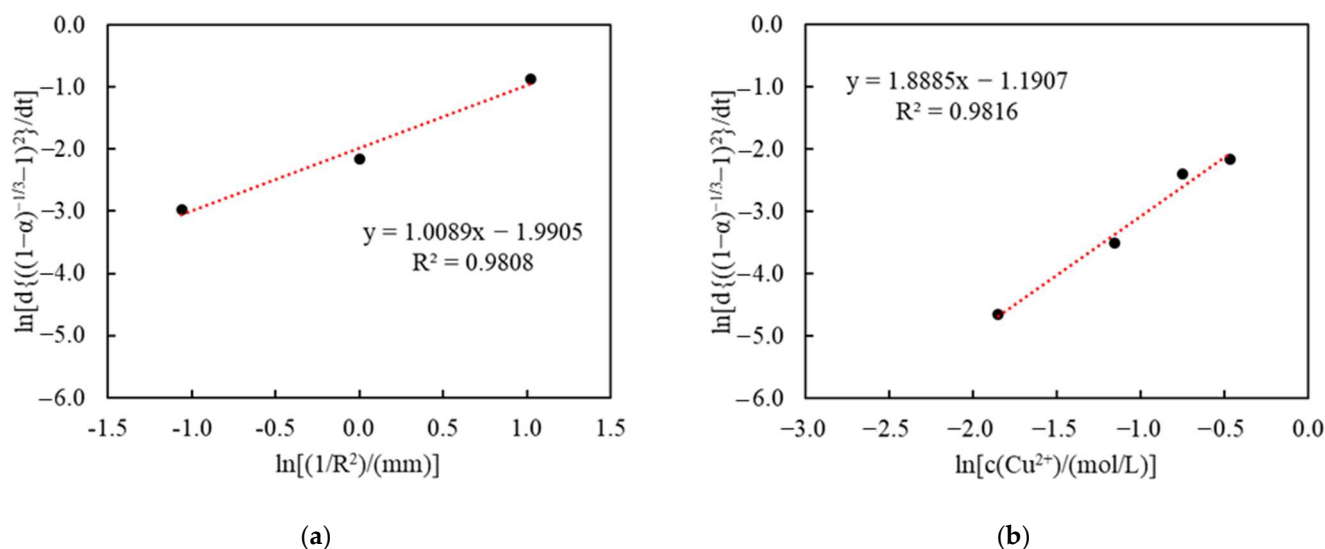 0.0
−1.0
−2.0
−3.0
−4.0
−5.0
−6.0
ln[d{((1−α)⁻¹/³−1)²}/dt]
y = 1.0089x − 1.9905
R² = 0.9808
-1.5 -1.0 -0.5 0.0 0.5 1.0 1.5
ln[(1/R²)/(mm)]
(a)
0.0
−1.0
−2.0
−3.0
−4.0
−5.0
−6.0
ln[d{((1−α)⁻¹/³−1)²}/dt]
y = 1.8885x − 1.1907
R² = 0.9816
−3.0 −2.5 −2.0 −1.5 −1.0 −0.5 0.0
ln[c(Cu²⁺)/(mol/L)]
(b)